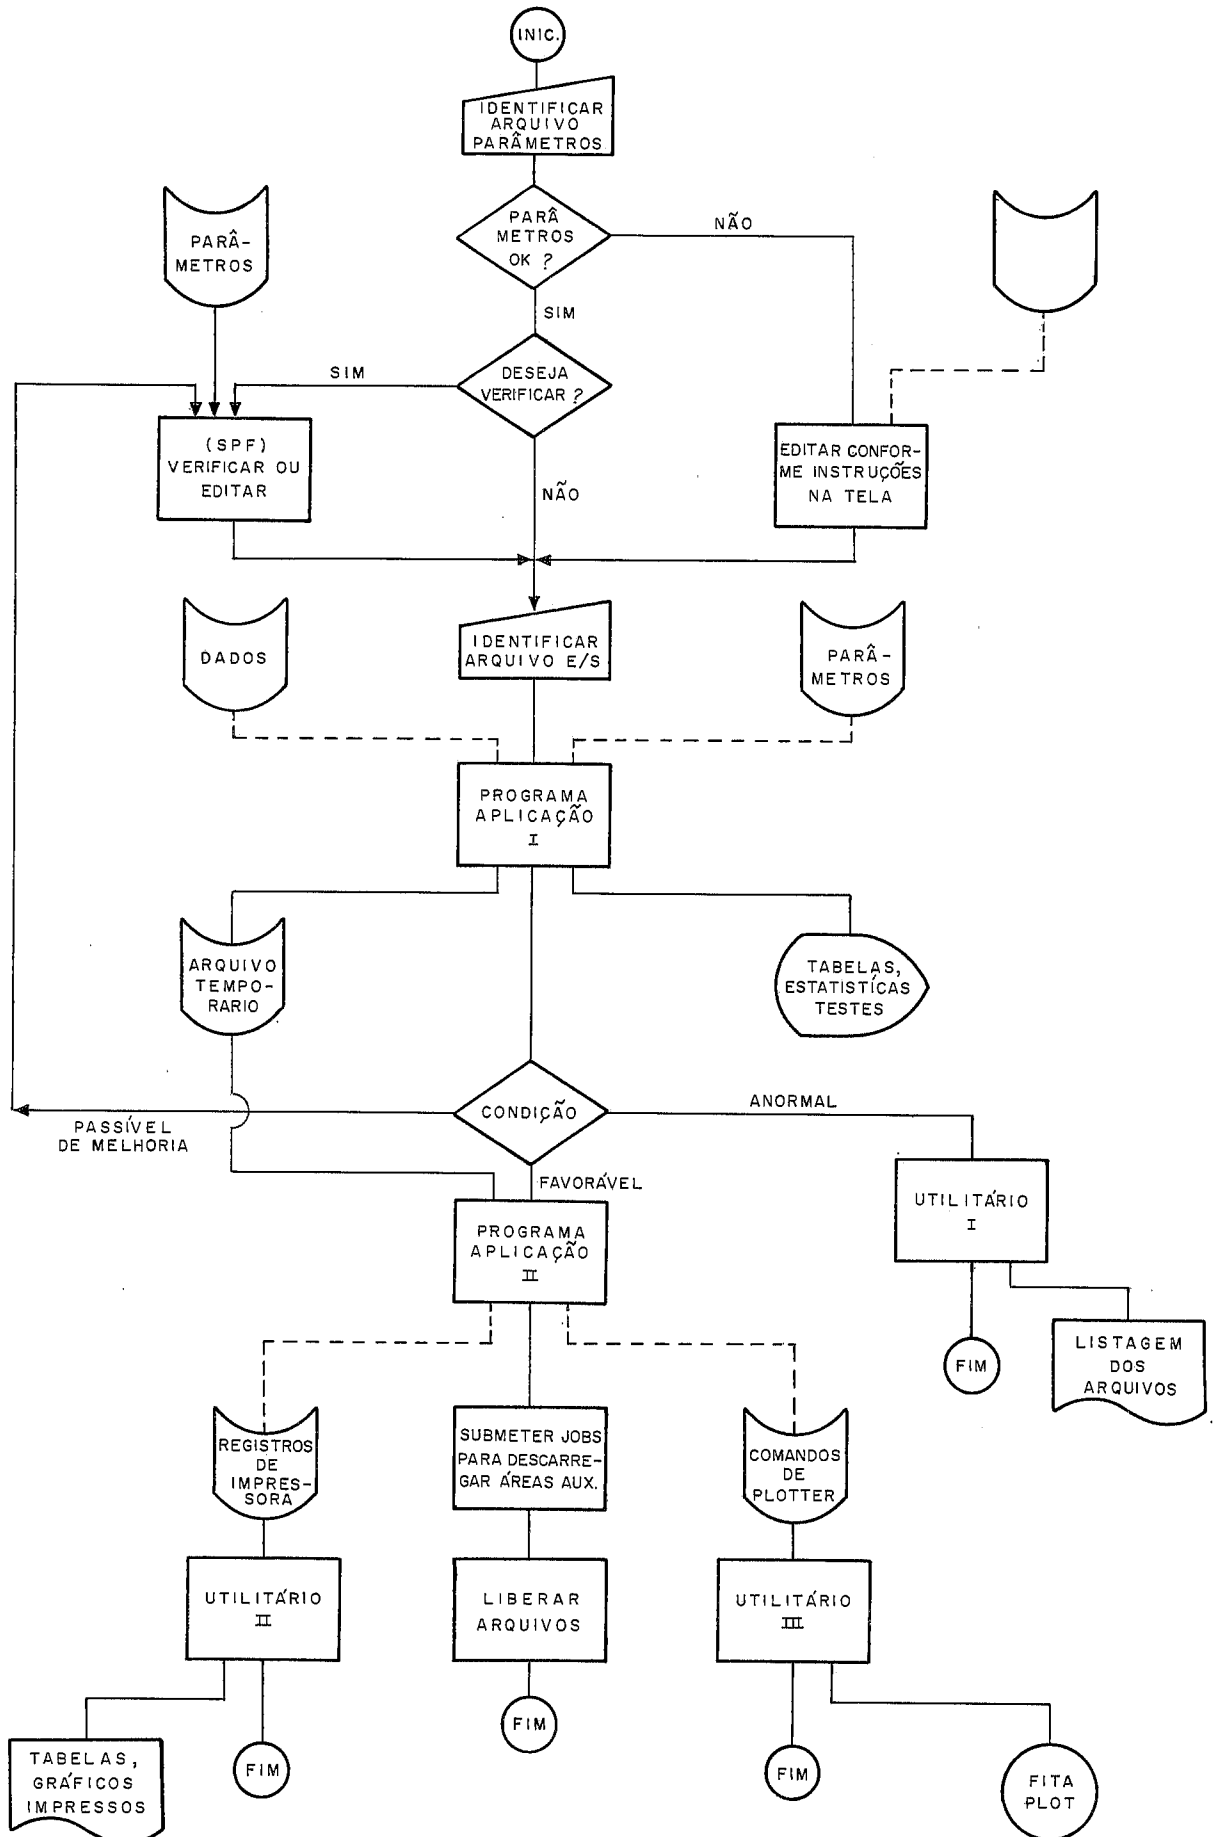 INIC.
IDENTIFICAR
ARQUIVO
PARÂMETROS
PARÂ
METROS
OK ?
NÃO
PARÂ-
METROS
SIM
DESEJA
VERIFICAR ?
SIM
(SPF)
VERIFICAR OU
EDITAR
EDITAR CONFOR-
ME INSTRUÇÕES
NA TELA
NÃO
DADOS
IDENTIFICAR
ARQUIVO E/S
PARÂ-
METROS
PROGRAMA
APLICAÇÃO
I
ARQUIVO
TEMPO-
RARIO
TABELAS,
ESTATISTÍCAS
TESTES
CONDIÇÃO
ANORMAL
PASSÍVEL
DE MELHORIA
FAVORÁVEL
UTILITÁRIO
I
PROGRAMA
APLICAÇÃO
II
FIM
LISTAGEM
DOS
ARQUIVOS
REGISTROS
DE
IMPRES-
SORA
SUBMETER JOBS
PARA DESCARRE-
GAR ÁREAS AUX.
COMANDOS
DE
PLOTTER
UTILITÁRIO
II
LIBERAR
ARQUIVOS
UTILITÁRIO
III
FIM
FIM
FIM
TABELAS,
GRÁFICOS
IMPRESSOS
FITA
PLOT